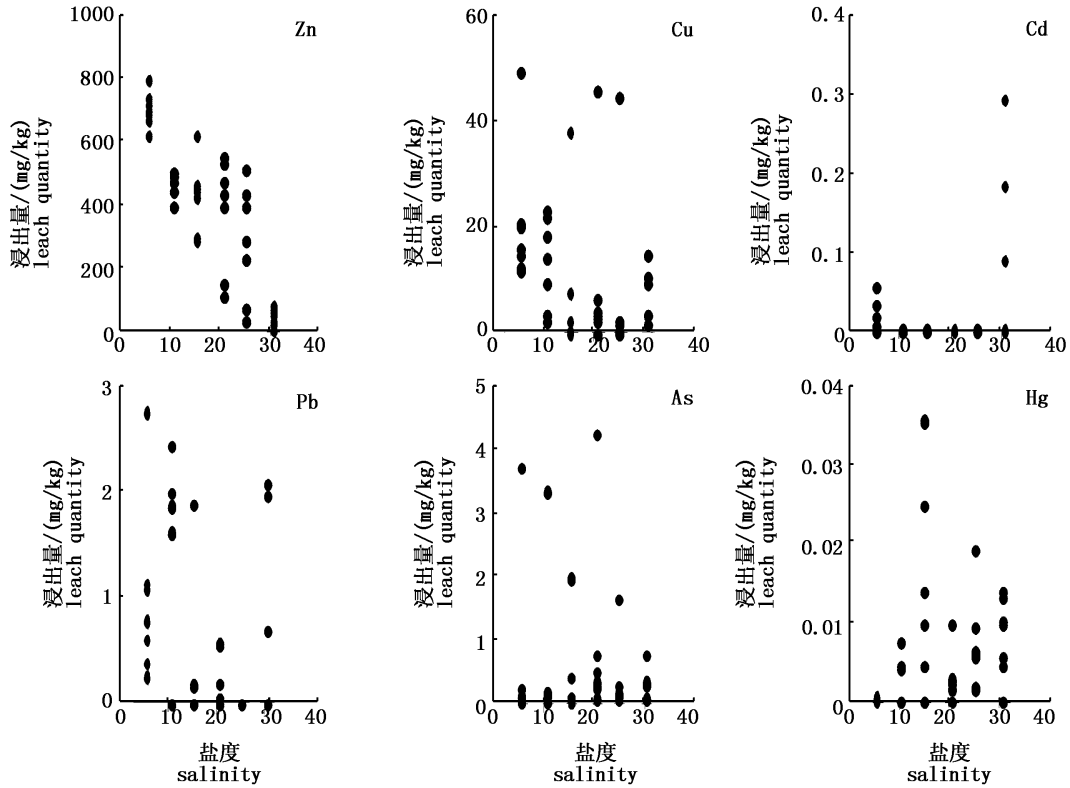 Zn
1000
800
600
400
200
0
0 10 20 30 40
浸出量/(mg/kg)
leach quantity
Cu
60
40
20
0
0 10 20 30 40
浸出量/(mg/kg)
leach quantity
Cd
0.4
0.3
0.2
0.1
0
0 10 20 30 40
浸出量/(mg/kg)
leach quantity
Pb
3
2
1
0
0 10 20 30 40
浸出量/(mg/kg)
leach quantity
盐度
salinity
As
5
4
3
2
1
0
0 10 20 30 40
浸出量/(mg/kg)
leach quantity
盐度
salinity
Hg
0.04
0.03
0.02
0.01
0
0 10 20 30 40
浸出量/(mg/kg)
leach quantity
盐度
salinity